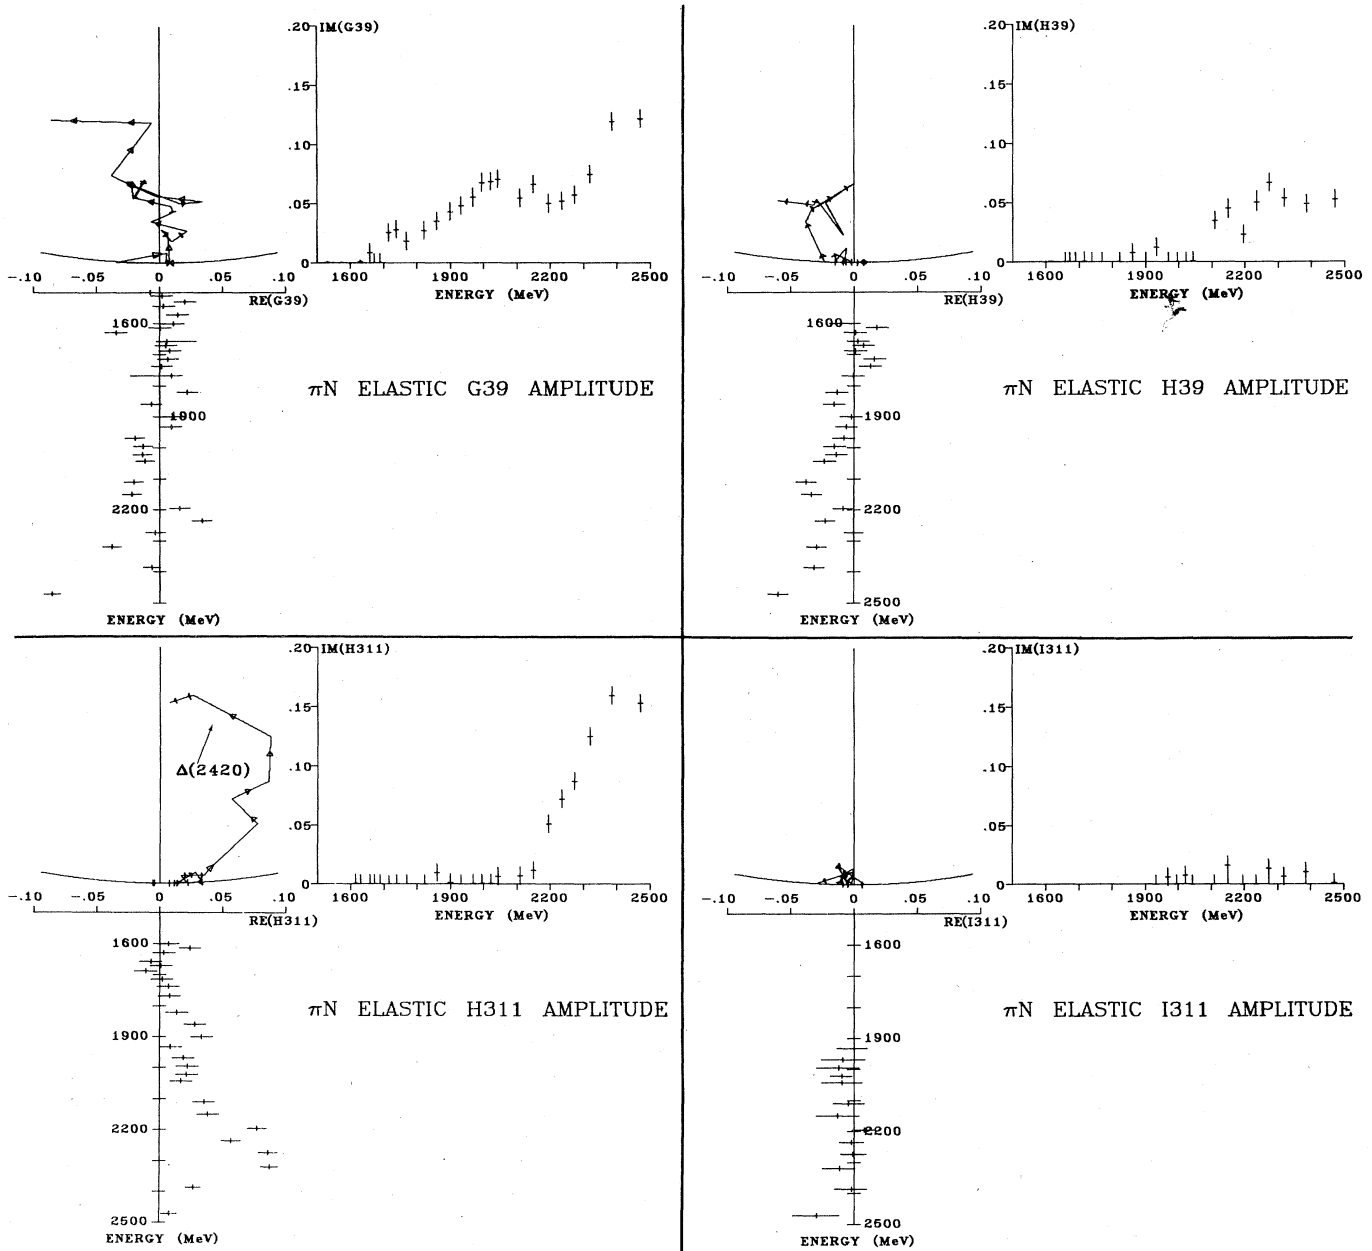 .20 IM(G39)
.15
.10
.05
0
-.10 -.05 0 .05 .10
1900 2200 2500
RE(G39)
ENERGY (MeV)
1600
1900
2200
ENERGY (MeV)
πN ELASTIC G39 AMPLITUDE
.20 IM(H39)
.15
.10
.05
0
-.10 -.05 0 .05 .10
1600 1900 2200 2500
RE(H39)
ENERGY (MeV)
1600
1900
2200
2500
ENERGY (MeV)
πN ELASTIC H39 AMPLITUDE
.20 IM(H311)
.15
.10
.05
0
Δ(2420)
-.10 -.05 0 .05 .10
1600 1900 2200 2500
RE(H311)
ENERGY (MeV)
1600
1900
2200
2500
ENERGY (MeV)
πN ELASTIC H311 AMPLITUDE
.20 IM(I311)
.15
.10
.05
0
-.10 -.05 0 .05 .10
1600 1900 2200 2500
RE(I311)
ENERGY (MeV)
1600
1900
2200
2500
ENERGY (MeV)
πN ELASTIC I311 AMPLITUDE